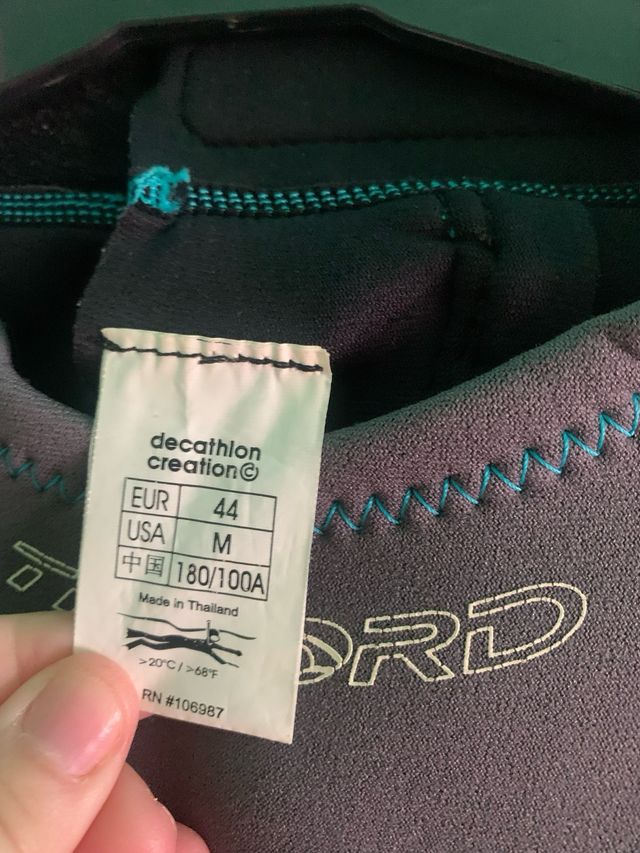 decathlon
creation©
EUR 44
USA M
中国 180/100A
Made in Thailand
>20°C / >68°F
RN #106987